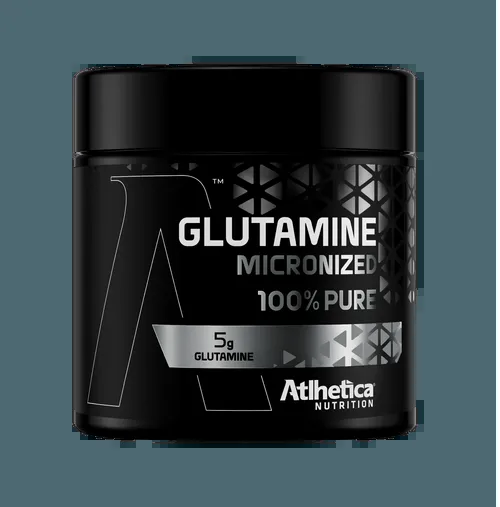 ™
GLUTAMINE
MICRONIZED
100% PURE
5g
GLUTAMINE
Atlhetica
NUTRITION